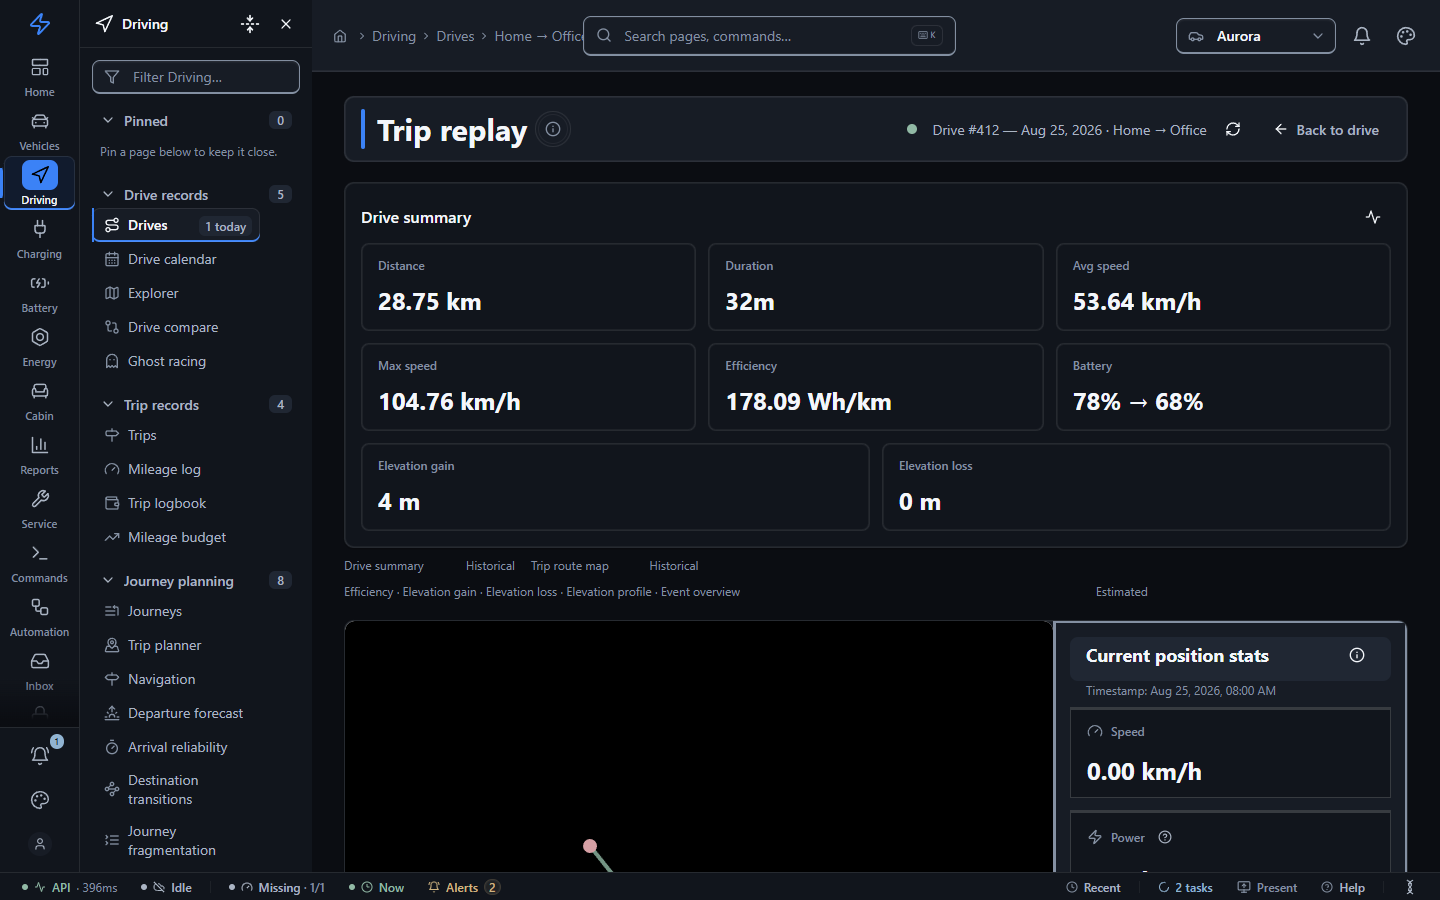 Home
Vehicles
Driving
Charging
Battery
Energy
Cabin
Reports
Service
Commands
Automation
Inbox
1
Driving
Filter Driving...
Pinned 0
Pin a page below to keep it close.
Drive records 5
Drives 1 today
Drive calendar
Explorer
Drive compare
Ghost racing
Trip records 4
Trips
Mileage log
Trip logbook
Mileage budget
Journey planning 8
Journeys
Trip planner
Navigation
Departure forecast
Arrival reliability
Destination
transitions
Journey
fragmentation
Driving Drives Home → Office
Search pages, commands... K
Aurora
Trip replay
Drive #412 — Aug 25, 2026 · Home → Office
Back to drive
Drive summary
Distance
28.75 km
Duration
32m
Avg speed
53.64 km/h
Max speed
104.76 km/h
Efficiency
178.09 Wh/km
Battery
78% → 68%
Elevation gain
4 m
Elevation loss
0 m
Drive summary Historical Trip route map Historical
Efficiency · Elevation gain · Elevation loss · Elevation profile · Event overview Estimated
Current position stats
Timestamp: Aug 25, 2026, 08:00 AM
Speed
0.00 km/h
Power
API · 396ms Idle Missing · 1/1 Now Alerts 2 Recent 2 tasks Present Help